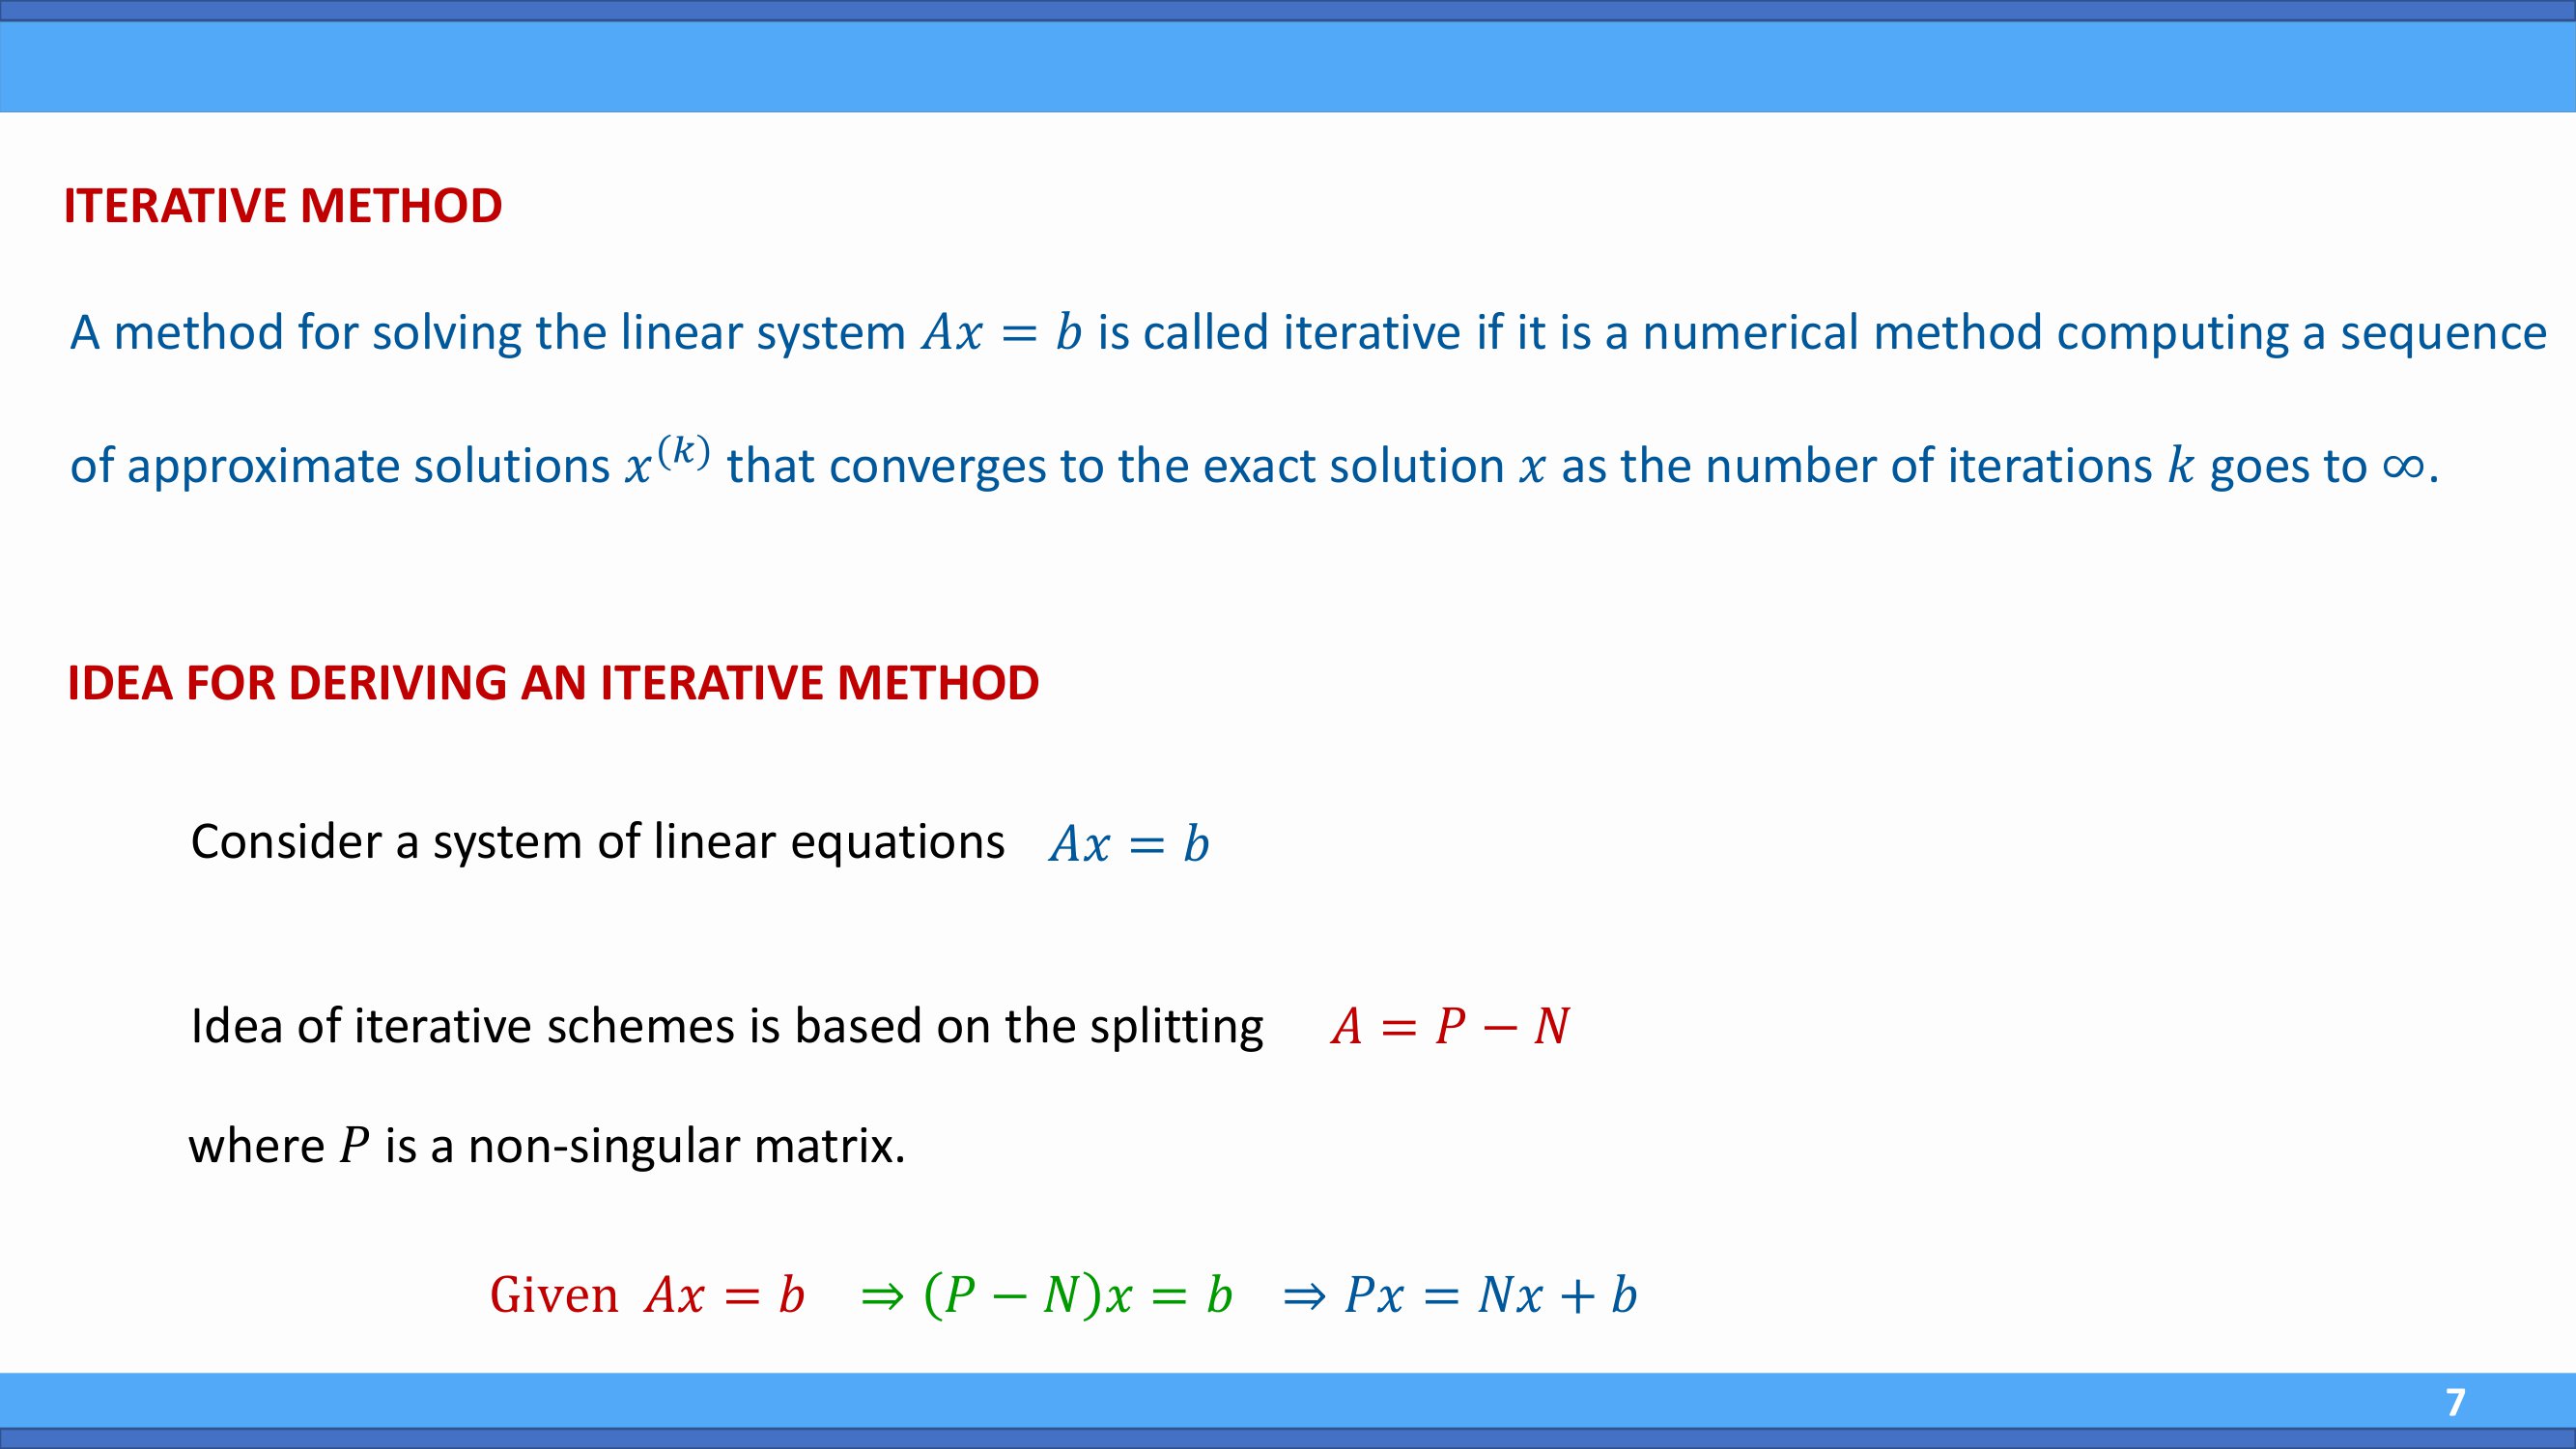 ITERATIVE METHOD
A method for solving the linear system 𝐴𝑥 = 𝑏 is called iterative if it is a numerical method computing a sequence
of approximate solutions 𝑥⁽ᵏ⁾ that converges to the exact solution 𝑥 as the number of iterations 𝑘 goes to ∞.
IDEA FOR DERIVING AN ITERATIVE METHOD
Consider a system of linear equations 𝐴𝑥 = 𝑏
Idea of iterative schemes is based on the splitting 𝐴 = 𝑃 − 𝑁
where 𝑃 is a non-singular matrix.
Given 𝐴𝑥 = 𝑏 ⇒ (𝑃 − 𝑁)𝑥 = 𝑏 ⇒ 𝑃𝑥 = 𝑁𝑥 + 𝑏
7